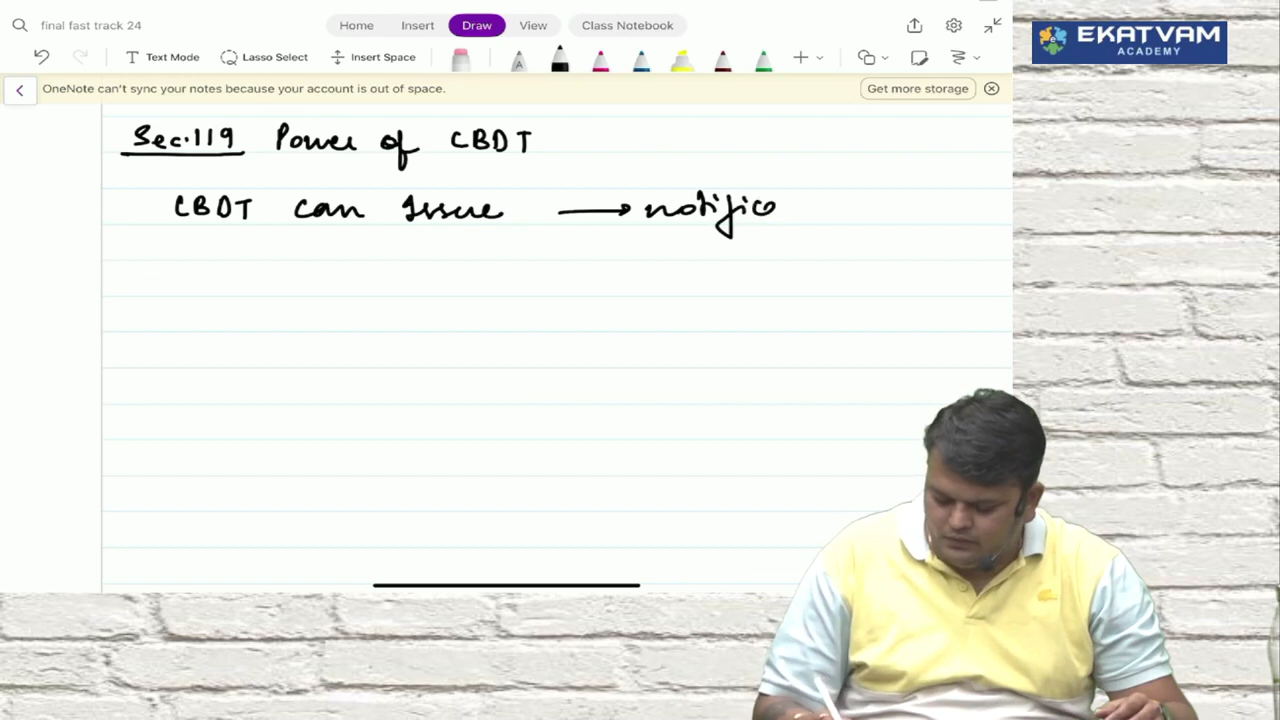 final fast track 24
Home Insert Draw View Class Notebook
EKATVAM
ACADEMY
Text Mode Lasso Select Insert Space
OneNote can't sync your notes because your account is out of space.
Get more storage
Sec.119 Power of CBDT
CBDT can Issue → notific